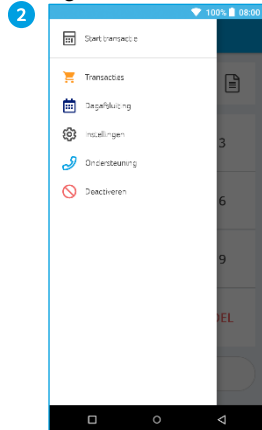 2
100% 08:00
Start transactie
Transacties
Dagafsluiting
3
Instellingen
Ondersteuning
6
Deactiveren
9
DEL